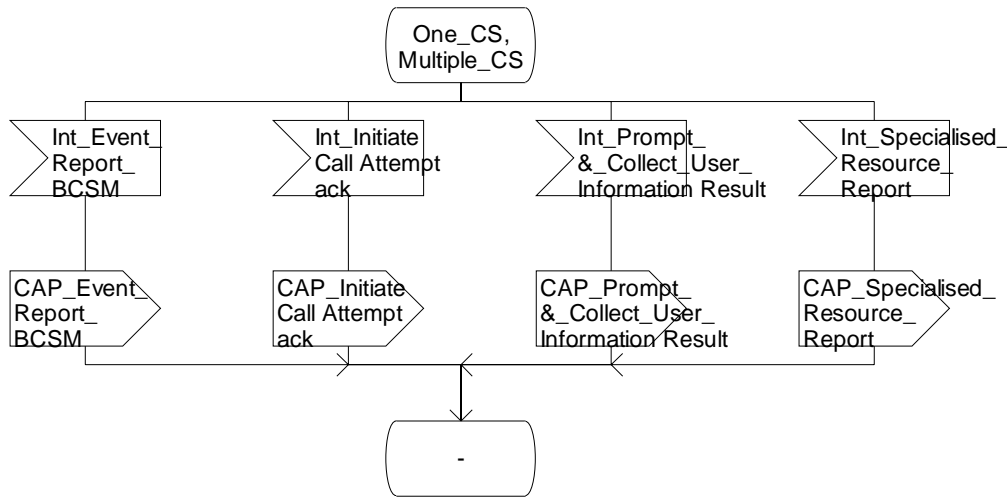 One_CS,
Multiple_CS
Int_Event_
Report_
BCSM
Int_Initiate
Call Attempt
ack
Int_Prompt_
&_Collect_User_
Information Result
Int_Specialised_
Resource_
Report
CAP_Event_
Report_
BCSM
CAP_Initiate
Call Attempt
ack
CAP_Prompt_
&_Collect_User_
Information Result
CAP_Specialised_
Resource_
Report
-